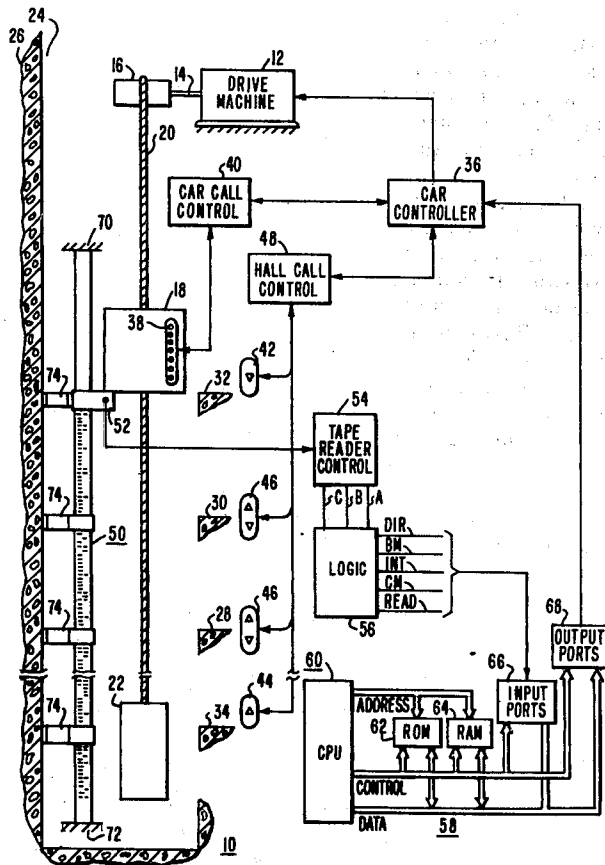 24
26
16
14
12
DRIVE
MACHINE
20
40
CAR CALL
CONTROL
36
CAR
CONTROLLER
70
48
HALL CALL
CONTROL
18
38
42
74
32
52
54
TAPE
READER
CONTROL
46
74
30
C
B
A
50
DIR
BM
INT
CM
READ
LOGIC
56
46
74
28
68
OUTPUT
PORTS
66
INPUT
PORTS
60
44
22
74
34
CPU
ADDRESS
62
ROM
64
RAM
CONTROL
DATA
58
72
10